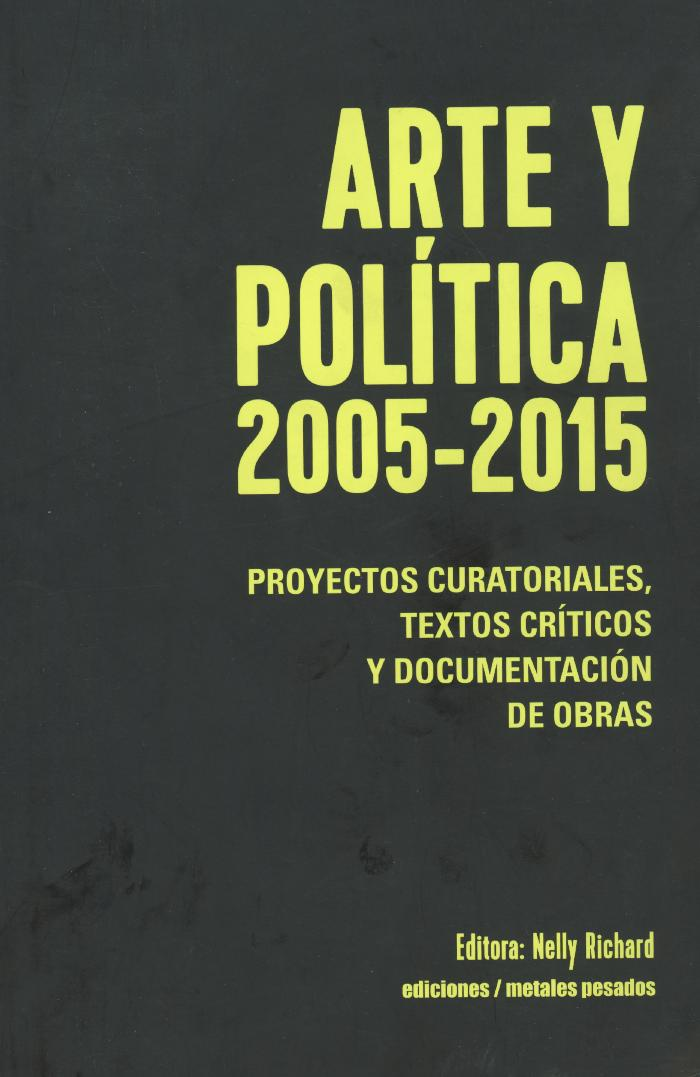 ARTE Y
POLÍTICA
2005-2015
PROYECTOS CURATORIALES,
TEXTOS CRÍTICOS
Y DOCUMENTACIÓN
DE OBRAS
Editora: Nelly Richard
ediciones / metales pesados